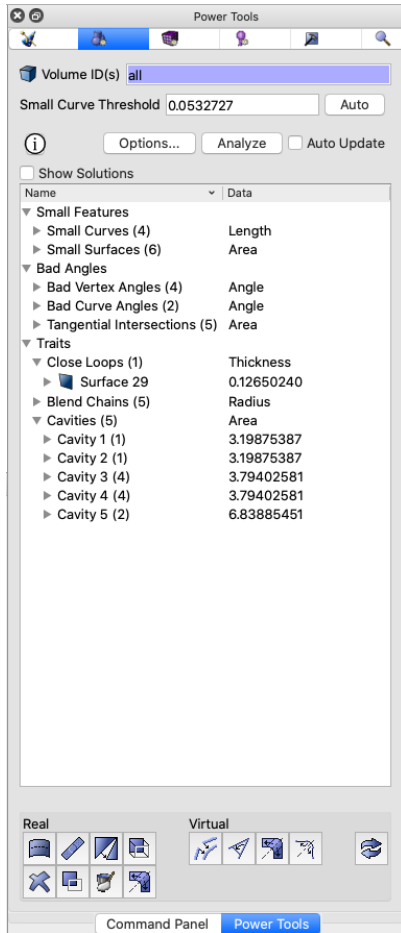 Power Tools
Volume ID(s) all
Small Curve Threshold 0.0532727 Auto
Options... Analyze Auto Update
Show Solutions
Name Data
Small Features
Small Curves (4) Length
Small Surfaces (6) Area
Bad Angles
Bad Vertex Angles (4) Angle
Bad Curve Angles (2) Angle
Tangential Intersections (5) Area
Traits
Close Loops (1) Thickness
Surface 29 0.12650240
Blend Chains (5) Radius
Cavities (5) Area
Cavity 1 (1) 3.19875387
Cavity 2 (1) 3.19875387
Cavity 3 (4) 3.79402581
Cavity 4 (4) 3.79402581
Cavity 5 (2) 6.83885451
Real Virtual
Command Panel Power Tools